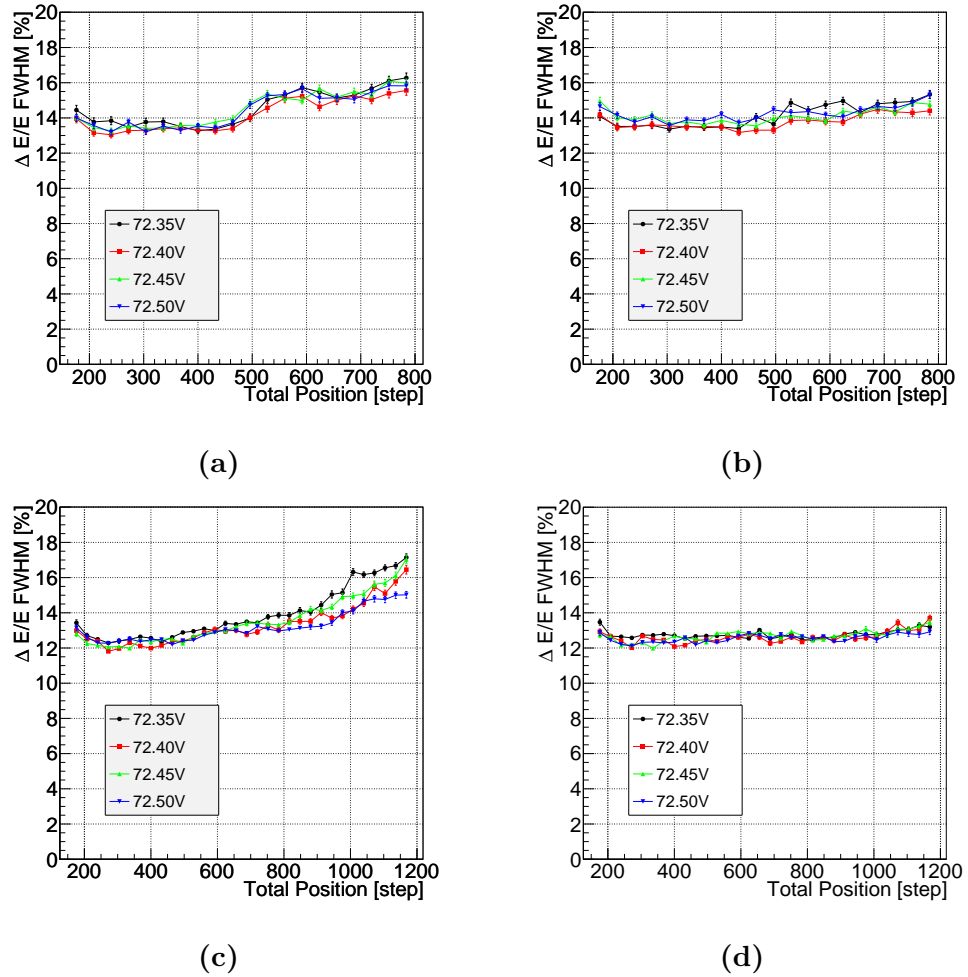 Δ E/E FWHM [%]
20
18
16
14
12
10
8
6
4
2
0
72.35V
72.40V
72.45V
72.50V
200 300 400 500 600 700 800
Total Position [step]
(a)
Δ E/E FWHM [%]
20
18
16
14
12
10
8
6
4
2
0
72.35V
72.40V
72.45V
72.50V
200 300 400 500 600 700 800
Total Position [step]
(b)
Δ E/E FWHM [%]
20
18
16
14
12
10
8
6
4
2
0
72.35V
72.40V
72.45V
72.50V
200 400 600 800 1000 1200
Total Position [step]
(c)
Δ E/E FWHM [%]
20
18
16
14
12
10
8
6
4
2
0
72.35V
72.40V
72.45V
72.50V
200 400 600 800 1000 1200
Total Position [step]
(d)